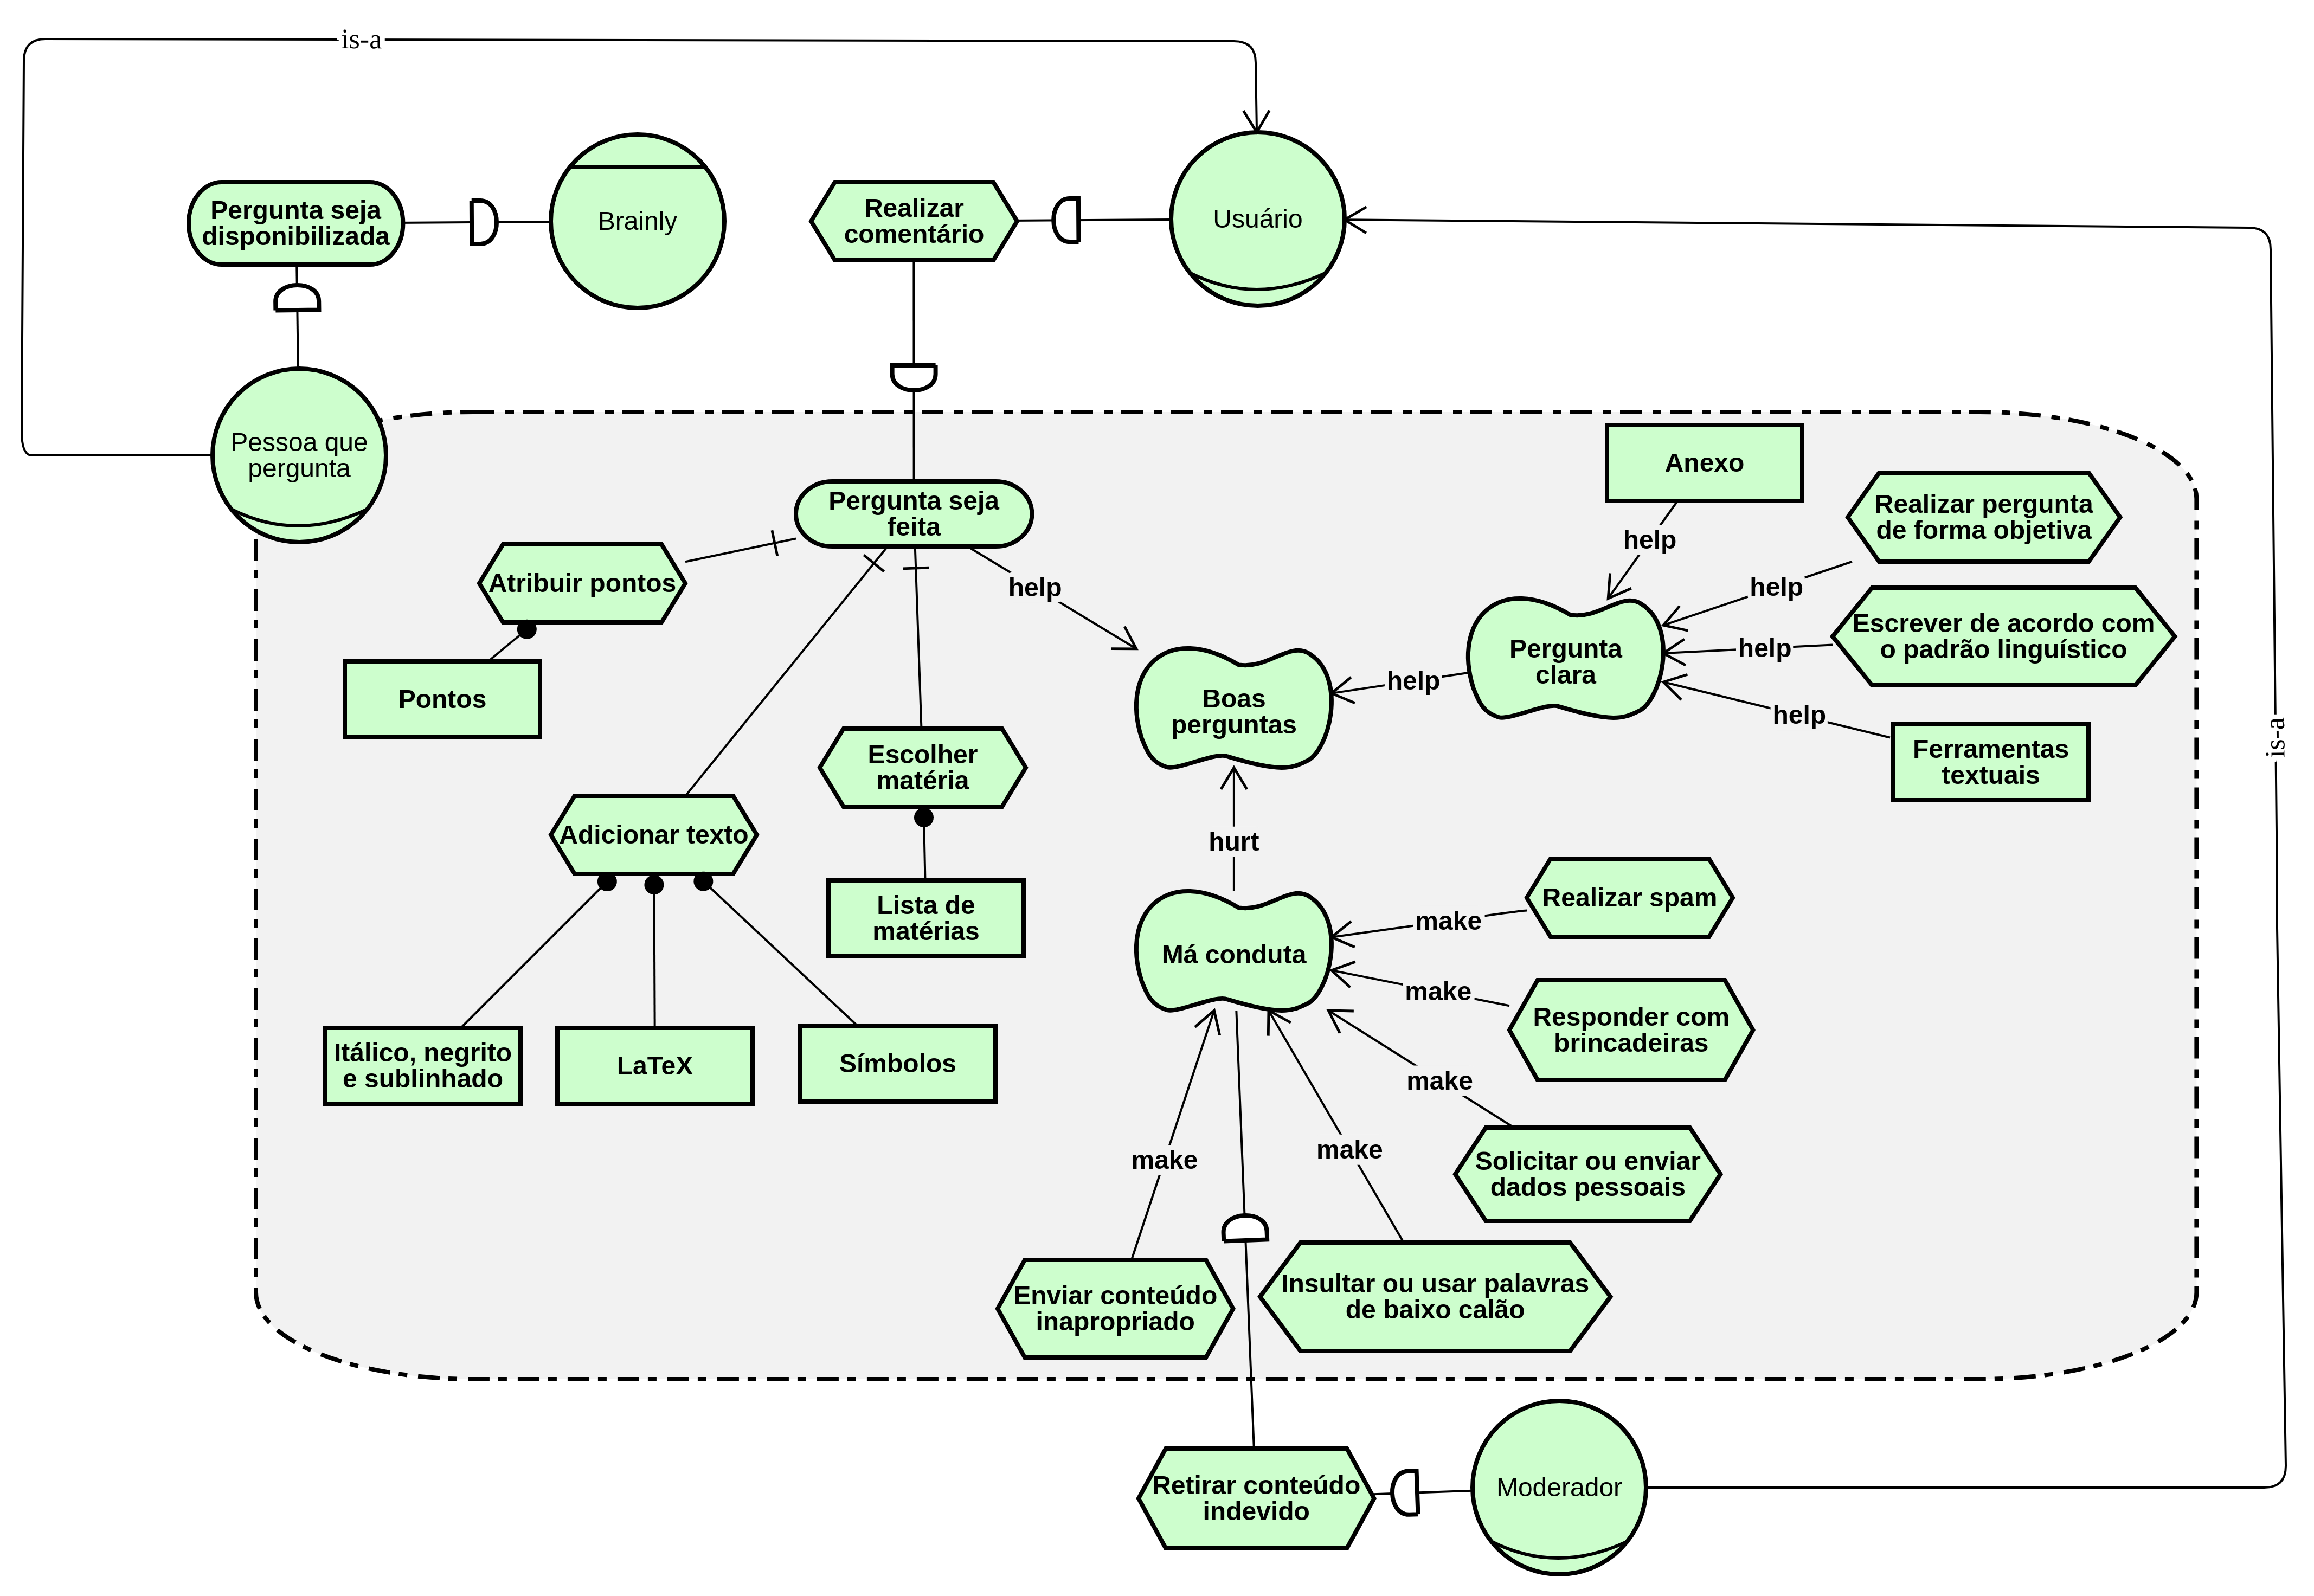 is-a
Pergunta seja
disponibilizada
Brainly
Realizar
comentário
Usuário
Pessoa que
pergunta
Pergunta seja
feita
Anexo
Realizar pergunta
de forma objetiva
help
Atribuir pontos
help
help
Escrever de acordo com
o padrão linguístico
Pergunta
clara
help
Pontos
Boas
perguntas
help
help
Ferramentas
textuais
is-a
Escolher
matéria
Adicionar texto
hurt
Lista de
matérias
Realizar spam
make
Má conduta
make
Responder com
brincadeiras
Itálico, negrito
e sublinhado
LaTeX
Símbolos
make
make
make
Solicitar ou enviar
dados pessoais
Enviar conteúdo
inapropriado
Insultar ou usar palavras
de baixo calão
Retirar conteúdo
indevido
Moderador